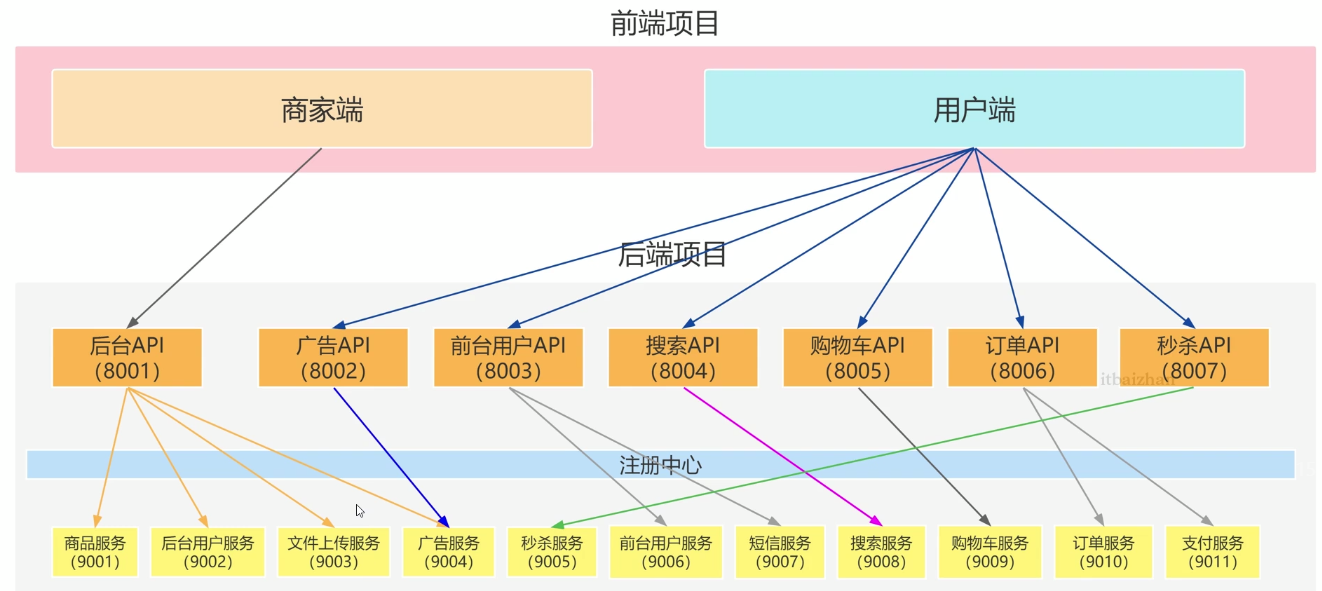 前端项目
商家端
用户端
后端项目
后台API
（8001）
广告API
（8002）
前台用户API
（8003）
搜索API
（8004）
购物车API
（8005）
订单API
（8006）
秒杀API
（8007）
itbaizhan
注册中心
商品服务
（9001）
后台用户服务
（9002）
文件上传服务
（9003）
广告服务
（9004）
秒杀服务
（9005）
前台用户服务
（9006）
短信服务
（9007）
搜索服务
（9008）
购物车服务
（9009）
订单服务
（9010）
支付服务
（9011）